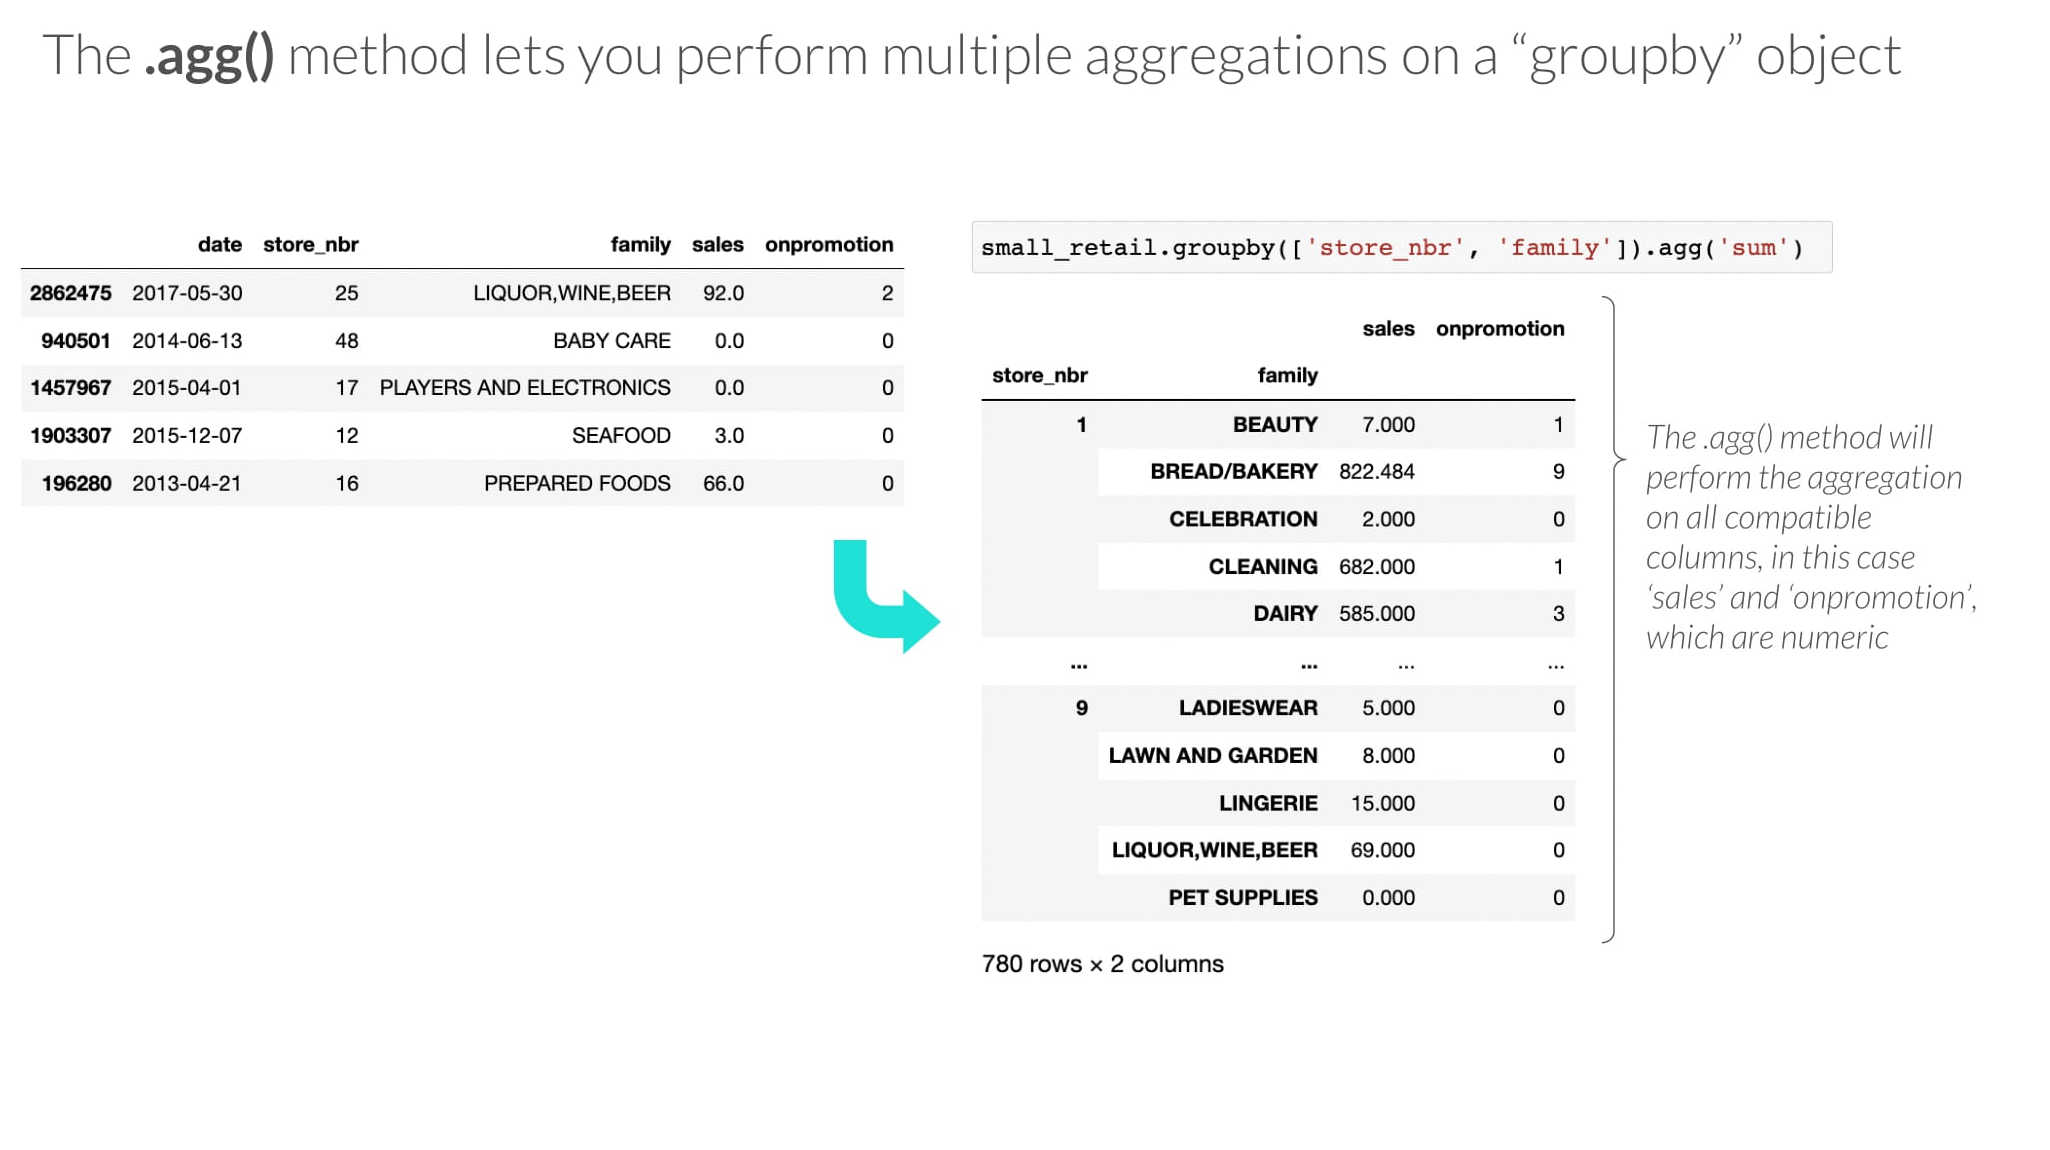 The .agg() method lets you perform multiple aggregations on a “groupby” object
date store_nbr family sales onpromotion
2862475 2017-05-30 25 LIQUOR,WINE,BEER 92.0 2
940501 2014-06-13 48 BABY CARE 0.0 0
1457967 2015-04-01 17 PLAYERS AND ELECTRONICS 0.0 0
1903307 2015-12-07 12 SEAFOOD 3.0 0
196280 2013-04-21 16 PREPARED FOODS 66.0 0
small_retail.groupby(['store_nbr', 'family']).agg('sum')
sales onpromotion
store_nbr family
1 BEAUTY 7.000 1
BREAD/BAKERY 822.484 9
CELEBRATION 2.000 0
CLEANING 682.000 1
DAIRY 585.000 3
... ... ... ...
9 LADIESWEAR 5.000 0
LAWN AND GARDEN 8.000 0
LINGERIE 15.000 0
LIQUOR,WINE,BEER 69.000 0
PET SUPPLIES 0.000 0
780 rows × 2 columns
The .agg() method will
perform the aggregation
on all compatible
columns, in this case
‘sales’ and ‘onpromotion’,
which are numeric